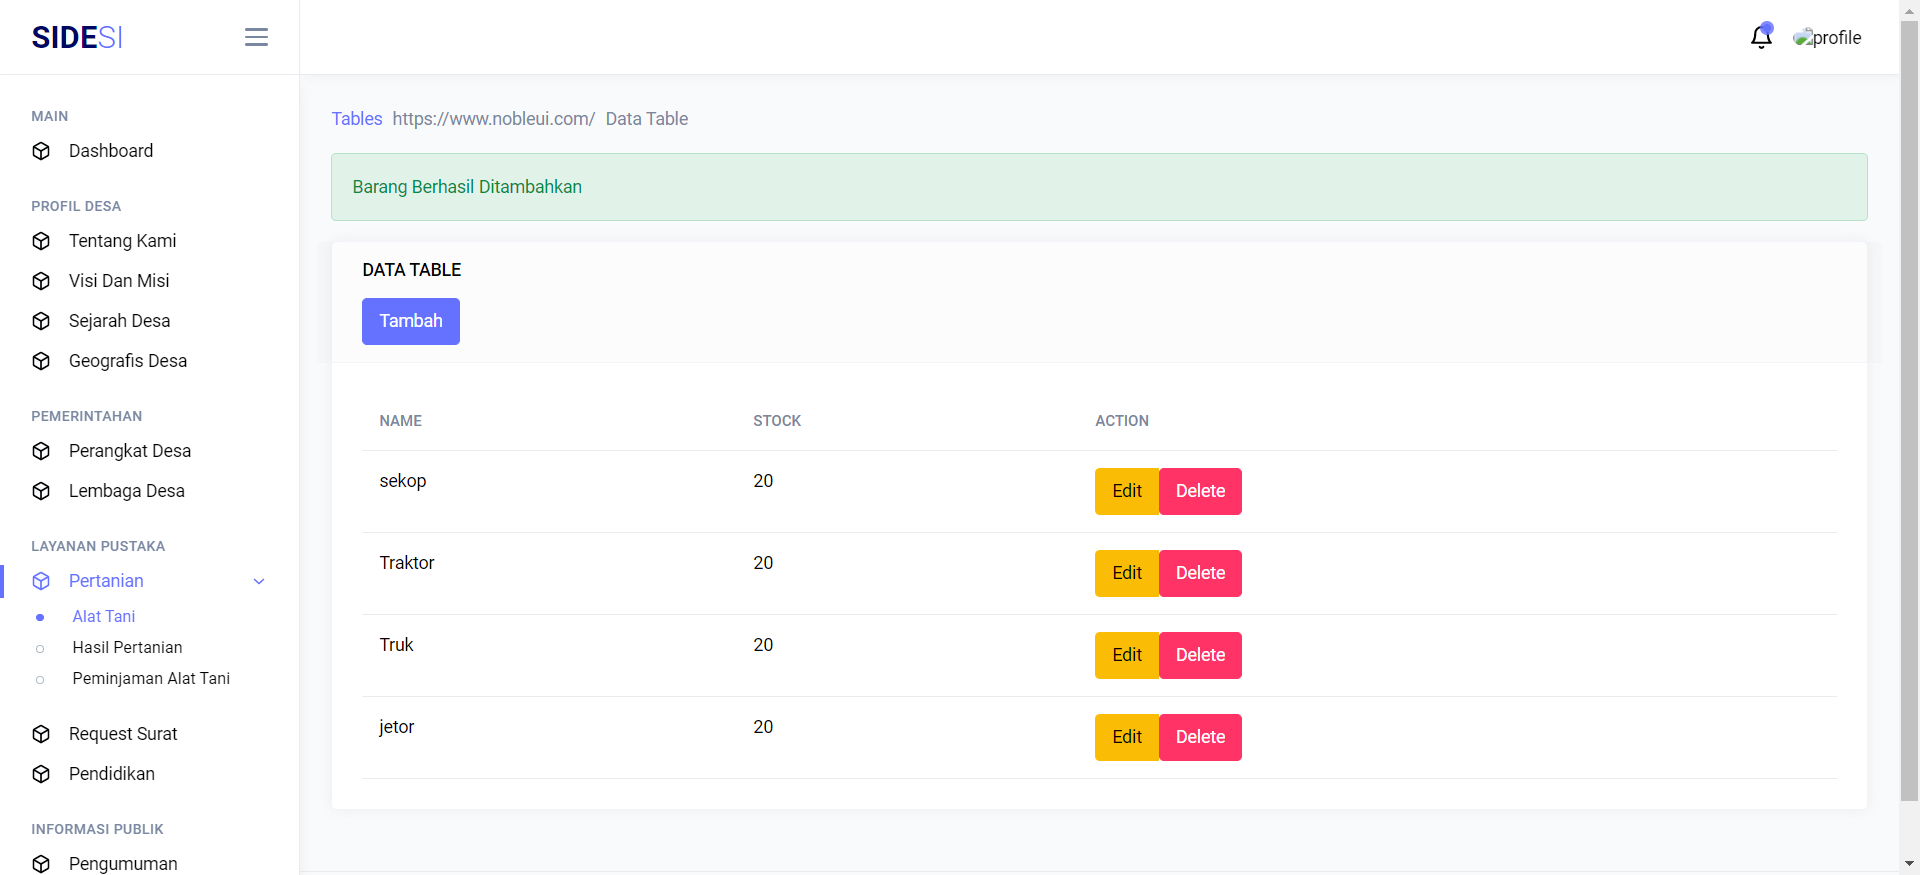 SIDESI
profile
MAIN
Dashboard
PROFIL DESA
Tentang Kami
Visi Dan Misi
Sejarah Desa
Geografis Desa
PEMERINTAHAN
Perangkat Desa
Lembaga Desa
LAYANAN PUSTAKA
Pertanian
Alat Tani
Hasil Pertanian
Peminjaman Alat Tani
Request Surat
Pendidikan
INFORMASI PUBLIK
Pengumuman
Tables https://www.nobleui.com/ Data Table
Barang Berhasil Ditambahkan
DATA TABLE
Tambah
NAME STOCK ACTION
sekop 20 Edit Delete
Traktor 20 Edit Delete
Truk 20 Edit Delete
jetor 20 Edit Delete